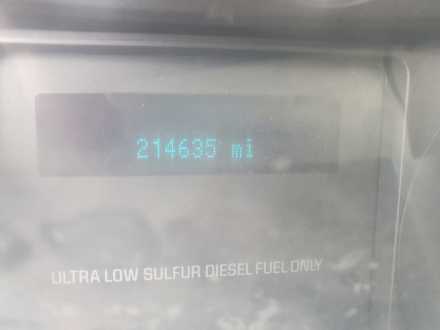 214635 mi
ULTRA LOW SULFUR DIESEL FUEL ONLY